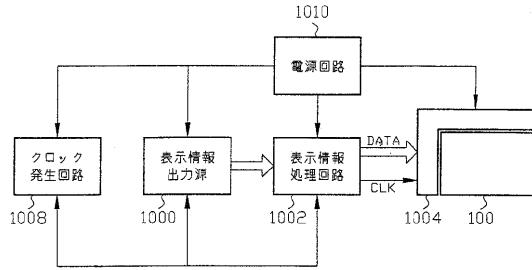 1010
電源回路
クロック
発生回路
1008
表示情報
出力源
1000
表示情報
処理回路
1002
DATA
CLK
1004
100